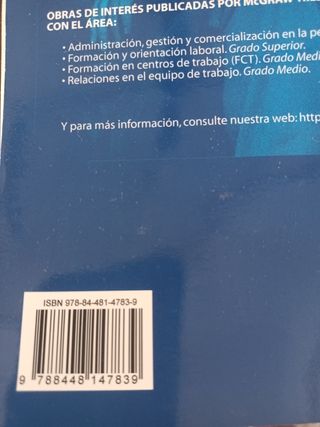 OBRAS DE INTERÉS PUBLICADAS POR MCGRAW
CON EL ÁREA:
• Administración, gestión y comercialización en la
• Formación y orientación laboral. Grado Superior.
• Formación en centros de trabajo (FCT). Grado
• Relaciones en el equipo de trabajo. Grado Medio.
Y para más información, consulte nuestra web: http
ISBN 978-84-481-4783-9
9 788448 147839